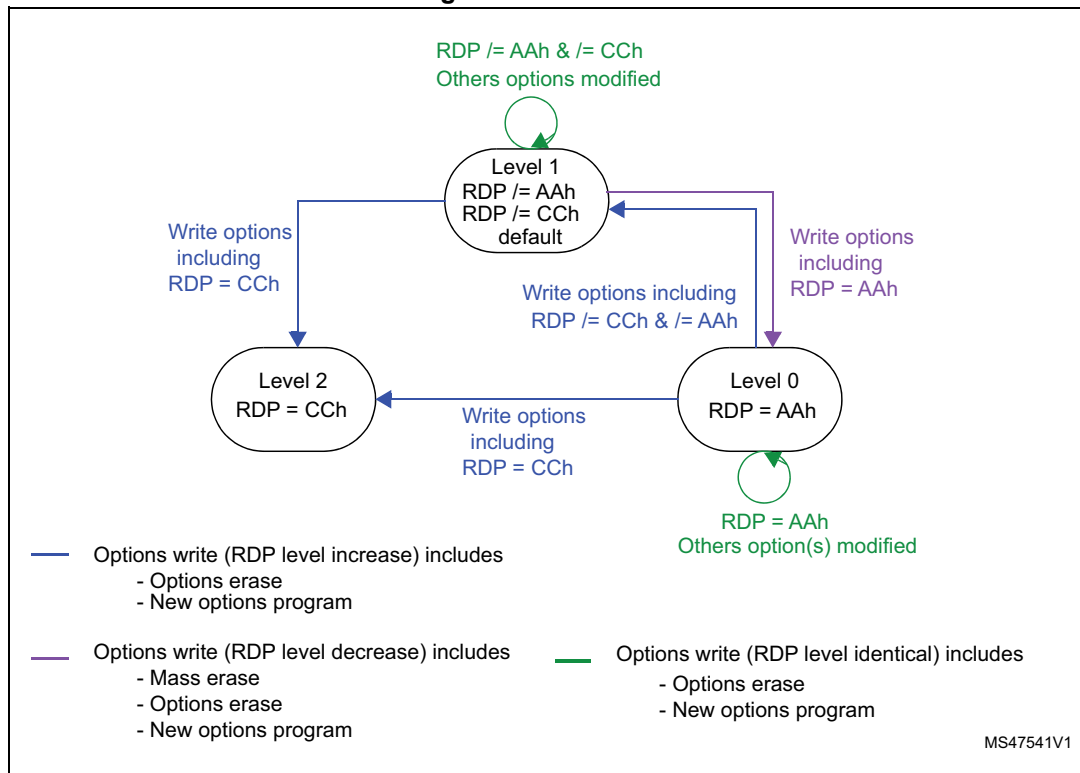 RDP /= AAh & /= CCh
Others options modified
Level 1
RDP /= AAh
RDP /= CCh
default
Write options
including
RDP = CCh
Write options
including
RDP = AAh
Write options including
RDP /= CCh & /= AAh
Level 2
RDP = CCh
Level 0
RDP = AAh
Write options
including
RDP = CCh
RDP = AAh
Others option(s) modified
Options write (RDP level increase) includes
- Options erase
- New options program
Options write (RDP level decrease) includes
- Mass erase
- Options erase
- New options program
Options write (RDP level identical) includes
- Options erase
- New options program
MS47541V1